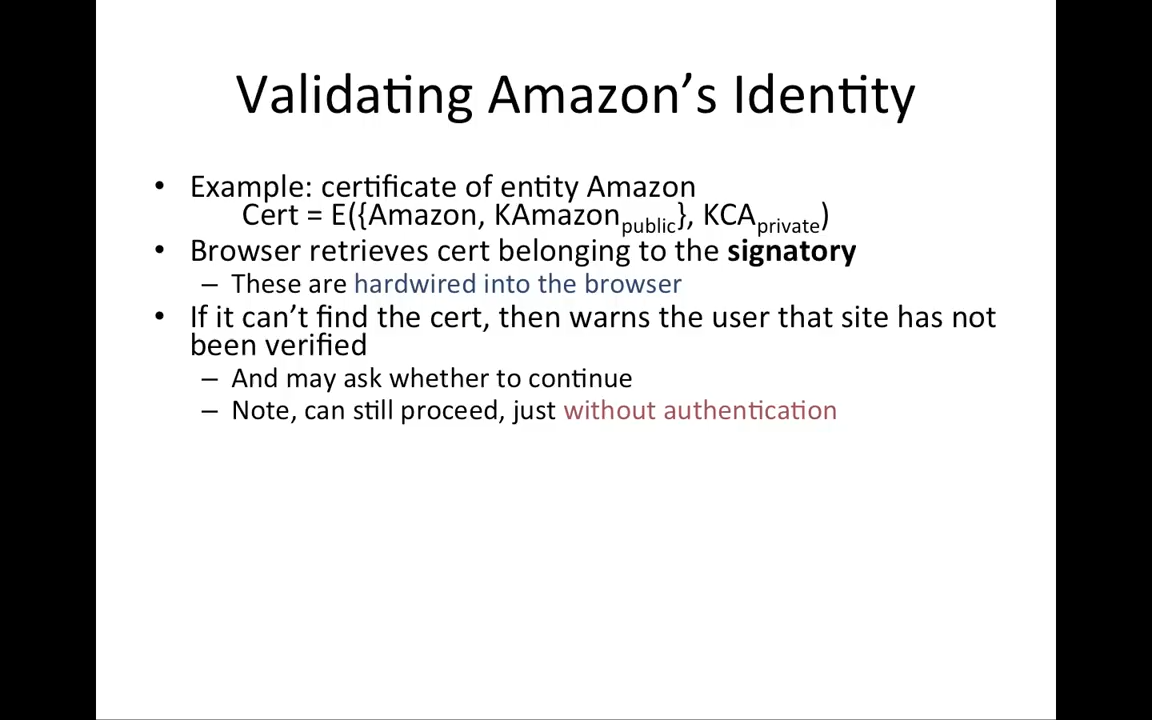 Validating Amazon’s Identity
• Example: certificate of entity Amazon
Cert = E({Amazon, KAmazonpublic}, KCAprivate)
• Browser retrieves cert belonging to the signatory
– These are hardwired into the browser
• If it can’t find the cert, then warns the user that site has not
been verified
– And may ask whether to continue
– Note, can still proceed, just without authentication